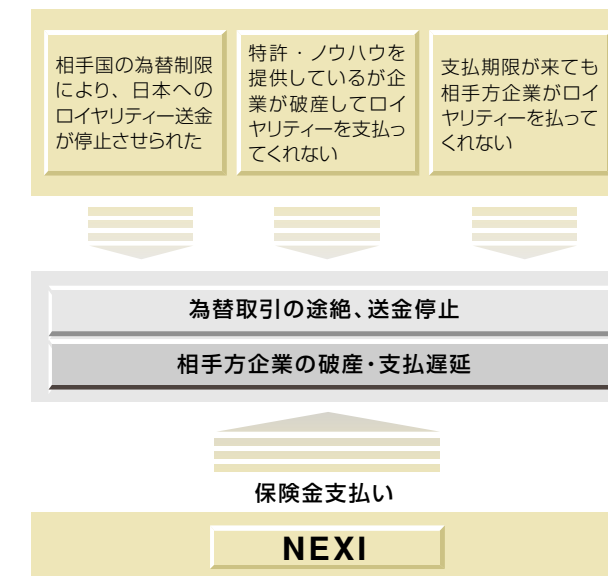 相手国の為替制限
により、日本への
ロイヤリティー送金
が停止させられた
特許・ノウハウを
提供しているが企
業が破産してロイ
ヤリティーを支払っ
てくれない
支払期限が来ても
相手方企業がロイ
ヤリティーを払って
くれない
為替取引の途絶、送金停止
相手方企業の破産・支払遅延
保険金支払い
NEXI